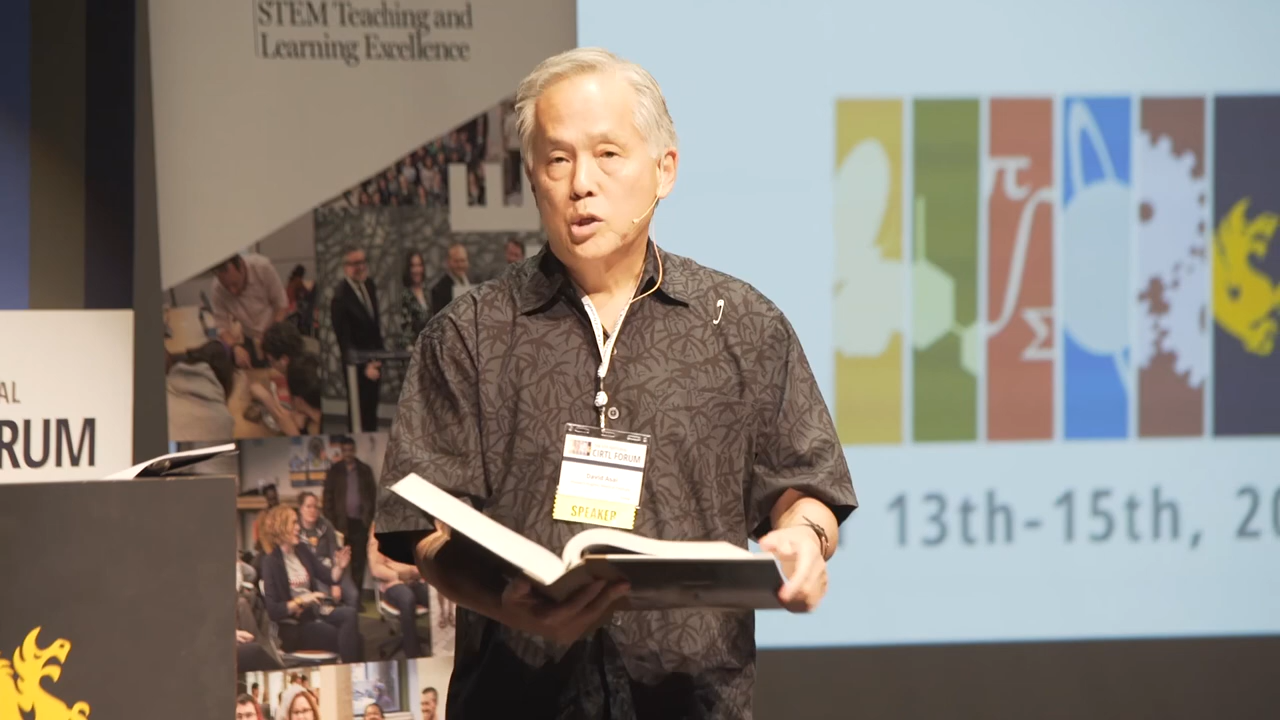 STEM Teaching and
Learning Excellence
AL
RUM
π
Σ
13th-15th, 20
CIRTL FORUM
SPEAKER